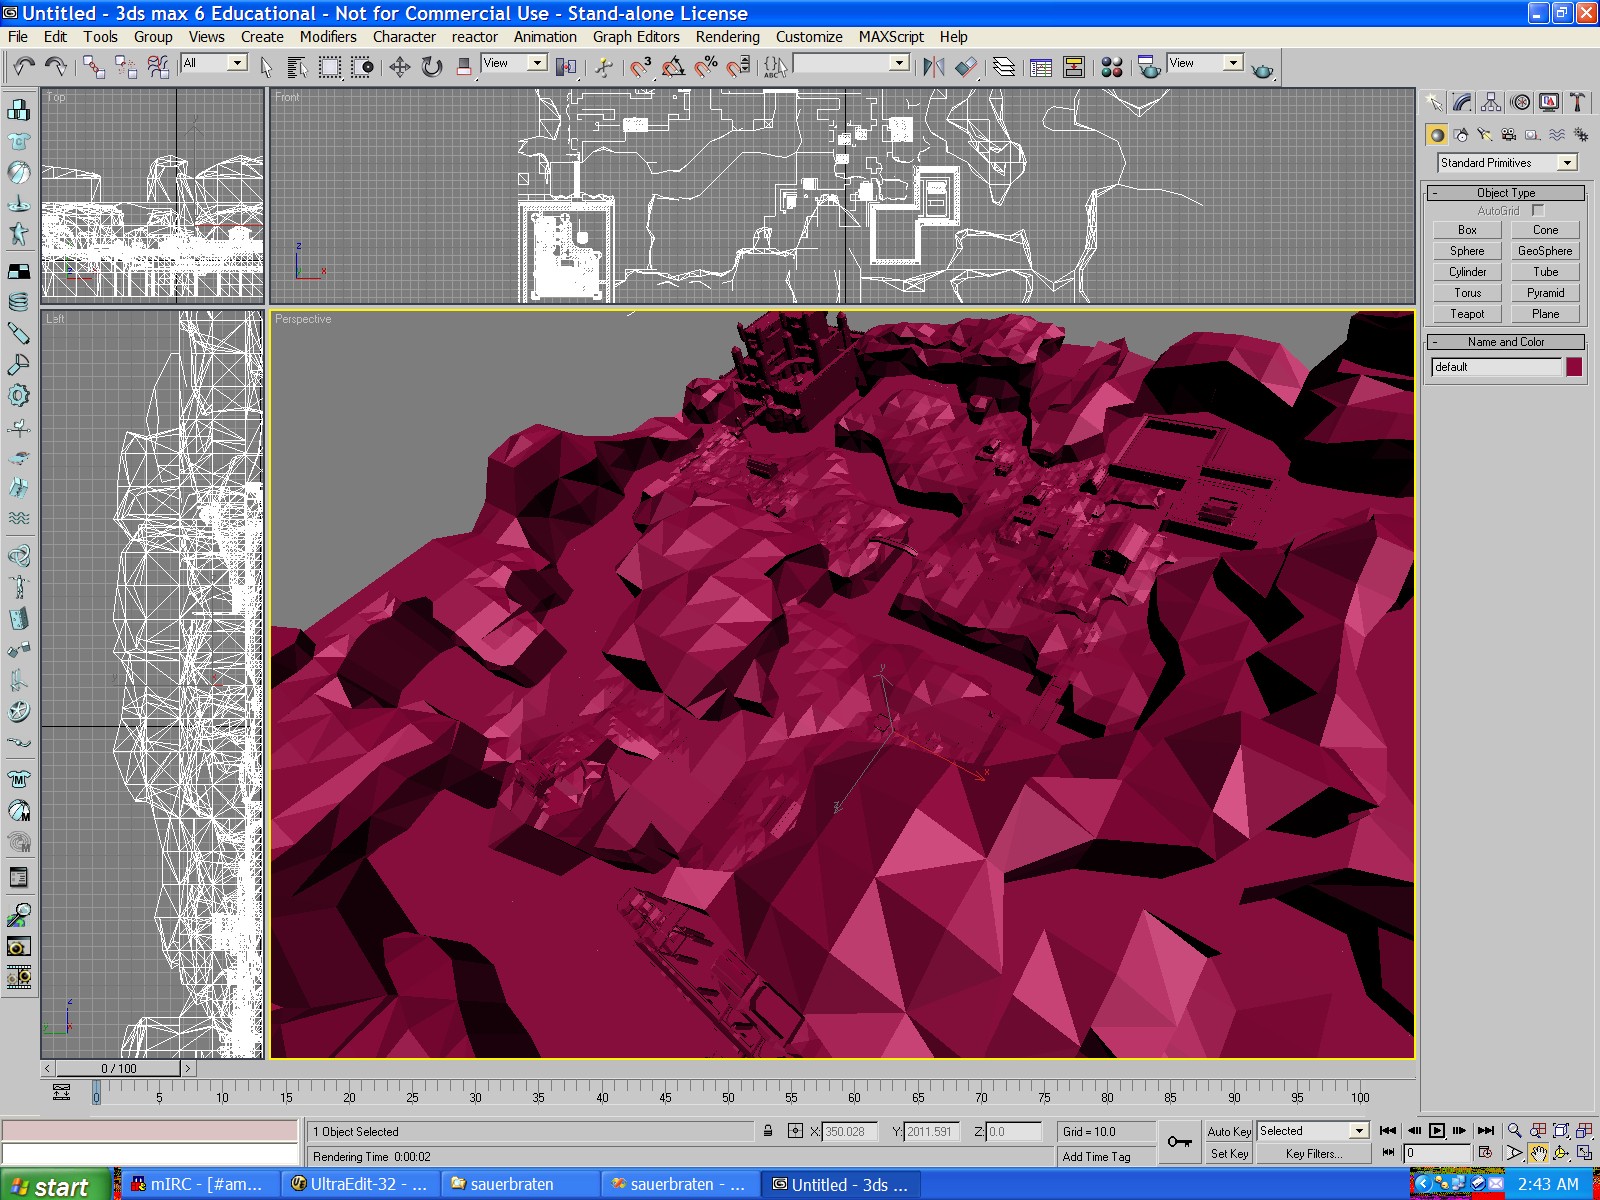 Untitled - 3ds max 6 Educational - Not for Commercial Use - Stand-alone License
File Edit Tools Group Views Create Modifiers Character reactor Animation Graph Editors Rendering Customize MAXScript Help
All View View
Top
Front
Left
Perspective
Standard Primitives
- Object Type
AutoGrid
Box Cone
Sphere GeoSphere
Cylinder Tube
Torus Pyramid
Teapot Plane
- Name and Color
default
< 0 / 100 >
0 5 10 15 20 25 30 35 40 45 50 55 60 65 70 75 80 85 90 95 100
1 Object Selected X: 350.028 Y: 2011.591 Z: 0.0 Grid = 10.0 Auto Key Selected
Rendering Time 0:00:02 Add Time Tag Set Key Key Filters... 0
start mIRC - [#am... UltraEdit-32 - ... sauerbraten sauerbraten - ... Untitled - 3ds ... 2:43 AM